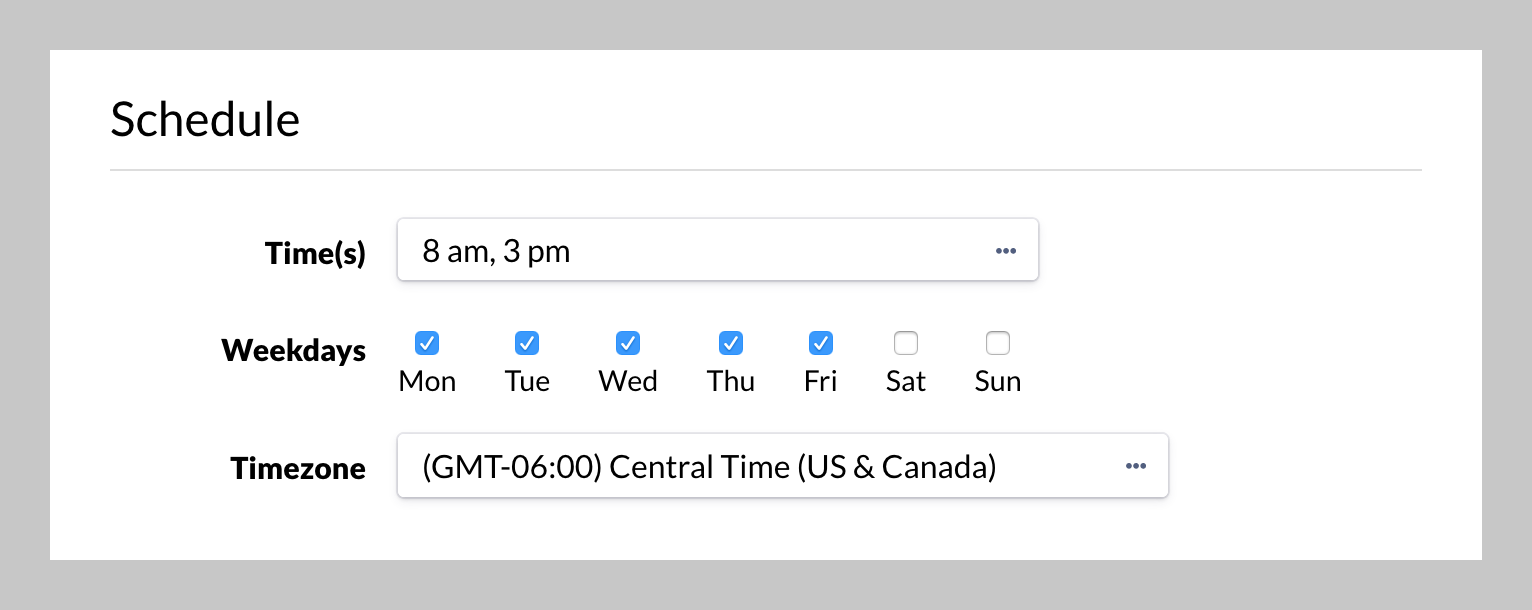 Schedule
Time(s) 8 am, 3 pm
Weekdays
Mon Tue Wed Thu Fri Sat Sun
Timezone (GMT-06:00) Central Time (US & Canada)